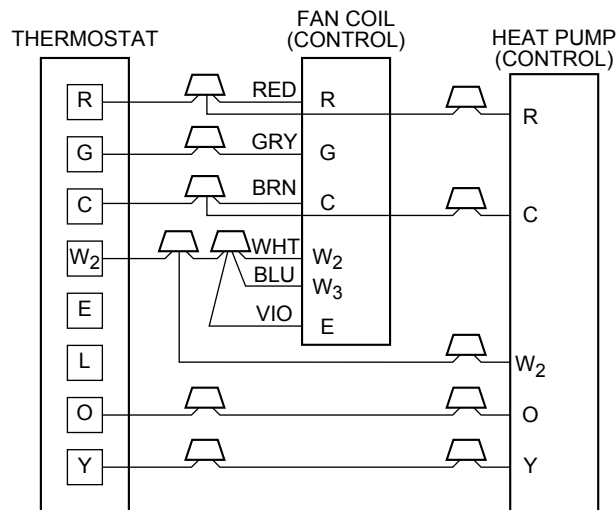 THERMOSTAT
FAN COIL
(CONTROL)
HEAT PUMP
(CONTROL)
R
RED
R
R
G
GRY
G
C
BRN
C
C
W2
WHT
W2
BLU
W3
E
VIO
E
L
W2
O
O
Y
Y